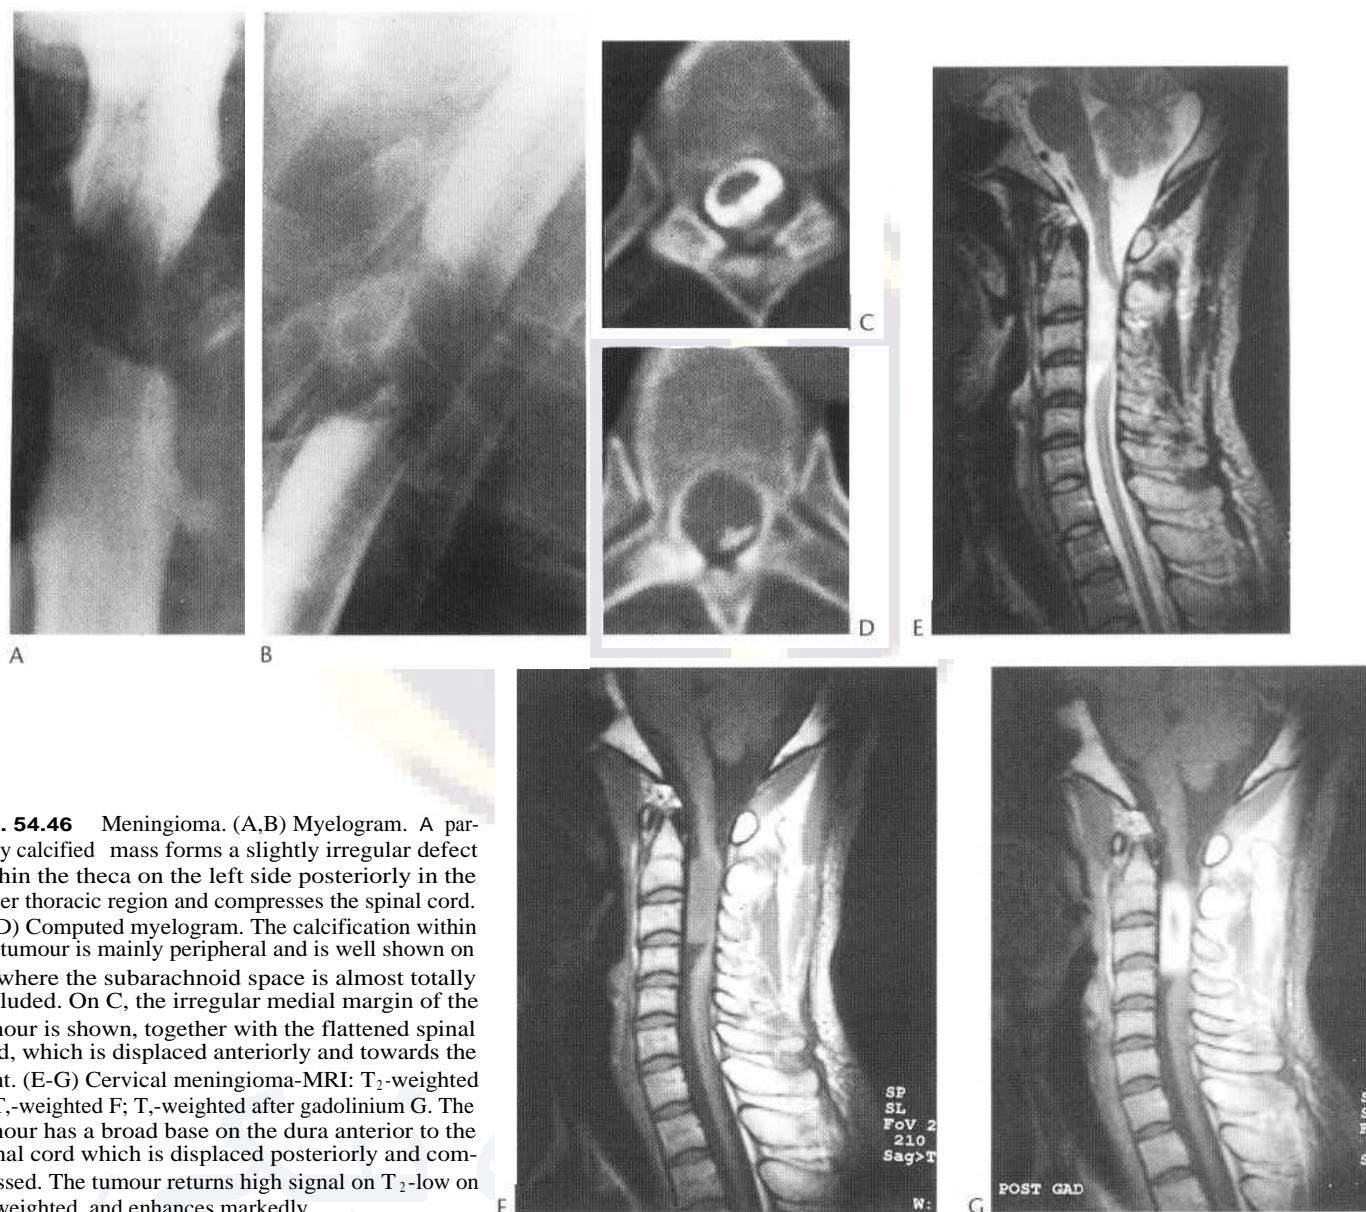 A
B
C
D
E
. 54.46 Meningioma. (A,B) Myelogram. A par-
y calcified mass forms a slightly irregular defect
hin the theca on the left side posteriorly in the
er thoracic region and compresses the spinal cord.
D) Computed myelogram. The calcification within
tumour is mainly peripheral and is well shown on
where the subarachnoid space is almost totally
luded. On C, the irregular medial margin of the
nour is shown, together with the flattened spinal
d, which is displaced anteriorly and towards the
nt. (E-G) Cervical meningioma-MRI: T2-weighted
T,-weighted F; T,-weighted after gadolinium G. The
nour has a broad base on the dura anterior to the
nal cord which is displaced posteriorly and com-
ssed. The tumour returns high signal on T2-low on
weighted, and enhances markedly.
SP
SL
FoV 2
210
Sag>T
W:
F
G
POST GAD